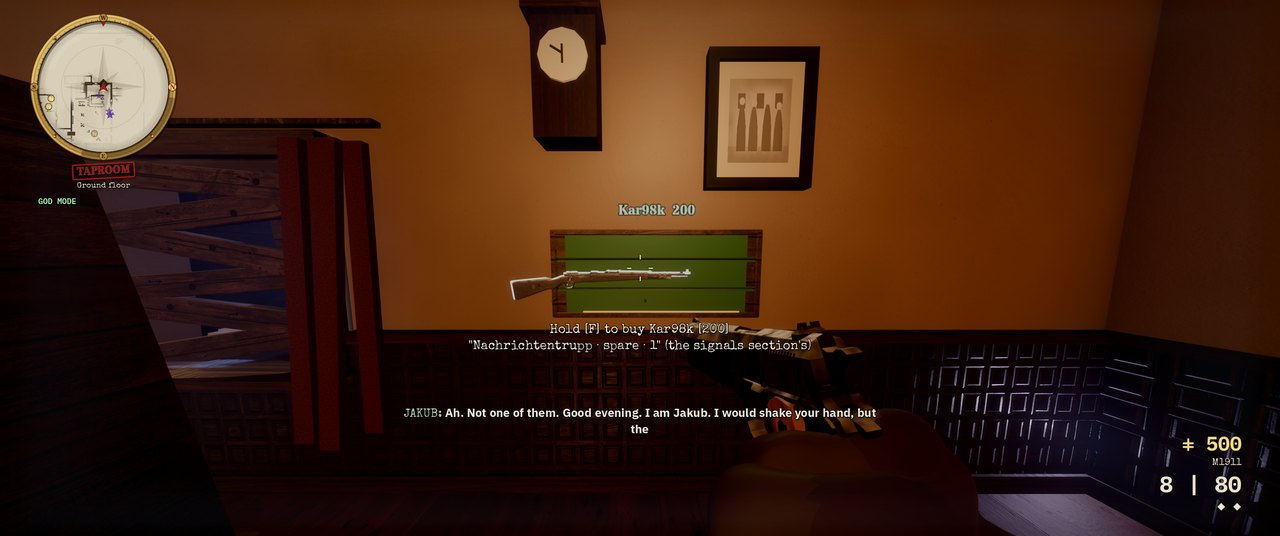 TAPROOM
Ground floor
GOD MODE
Kar98k 200
Hold [F] to buy Kar98k [200]
"Nachrichtentrupp · spare · 1" (the signals section's)
JAKUB: Ah. Not one of them. Good evening. I am Jakub. I would shake your hand, but
the
500
M1911
8 | 80